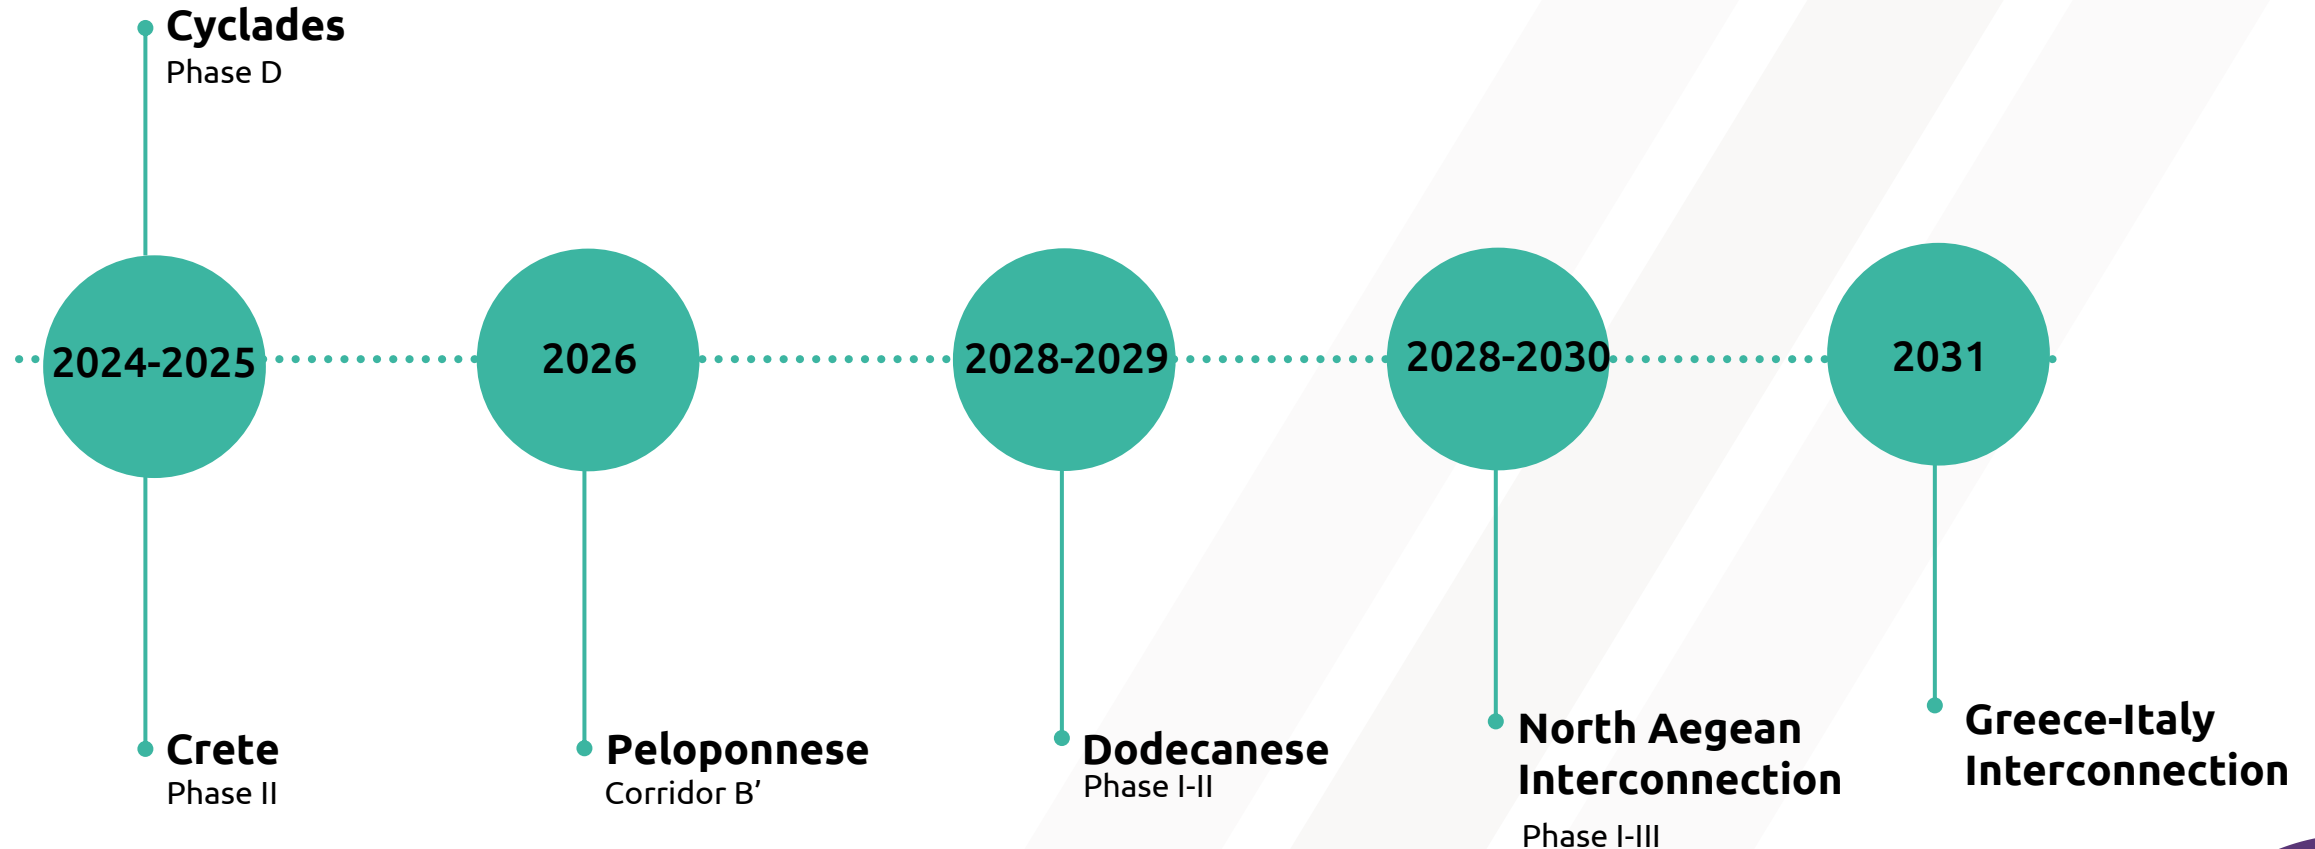 Cyclades
Phase D
2024-2025
2026
2028-2029
2028-2030
2031
Crete
Phase II
Peloponnese
Corridor B’
Dodecanese
Phase I-II
North Aegean
Interconnection
Phase I-III
Greece-Italy
Interconnection